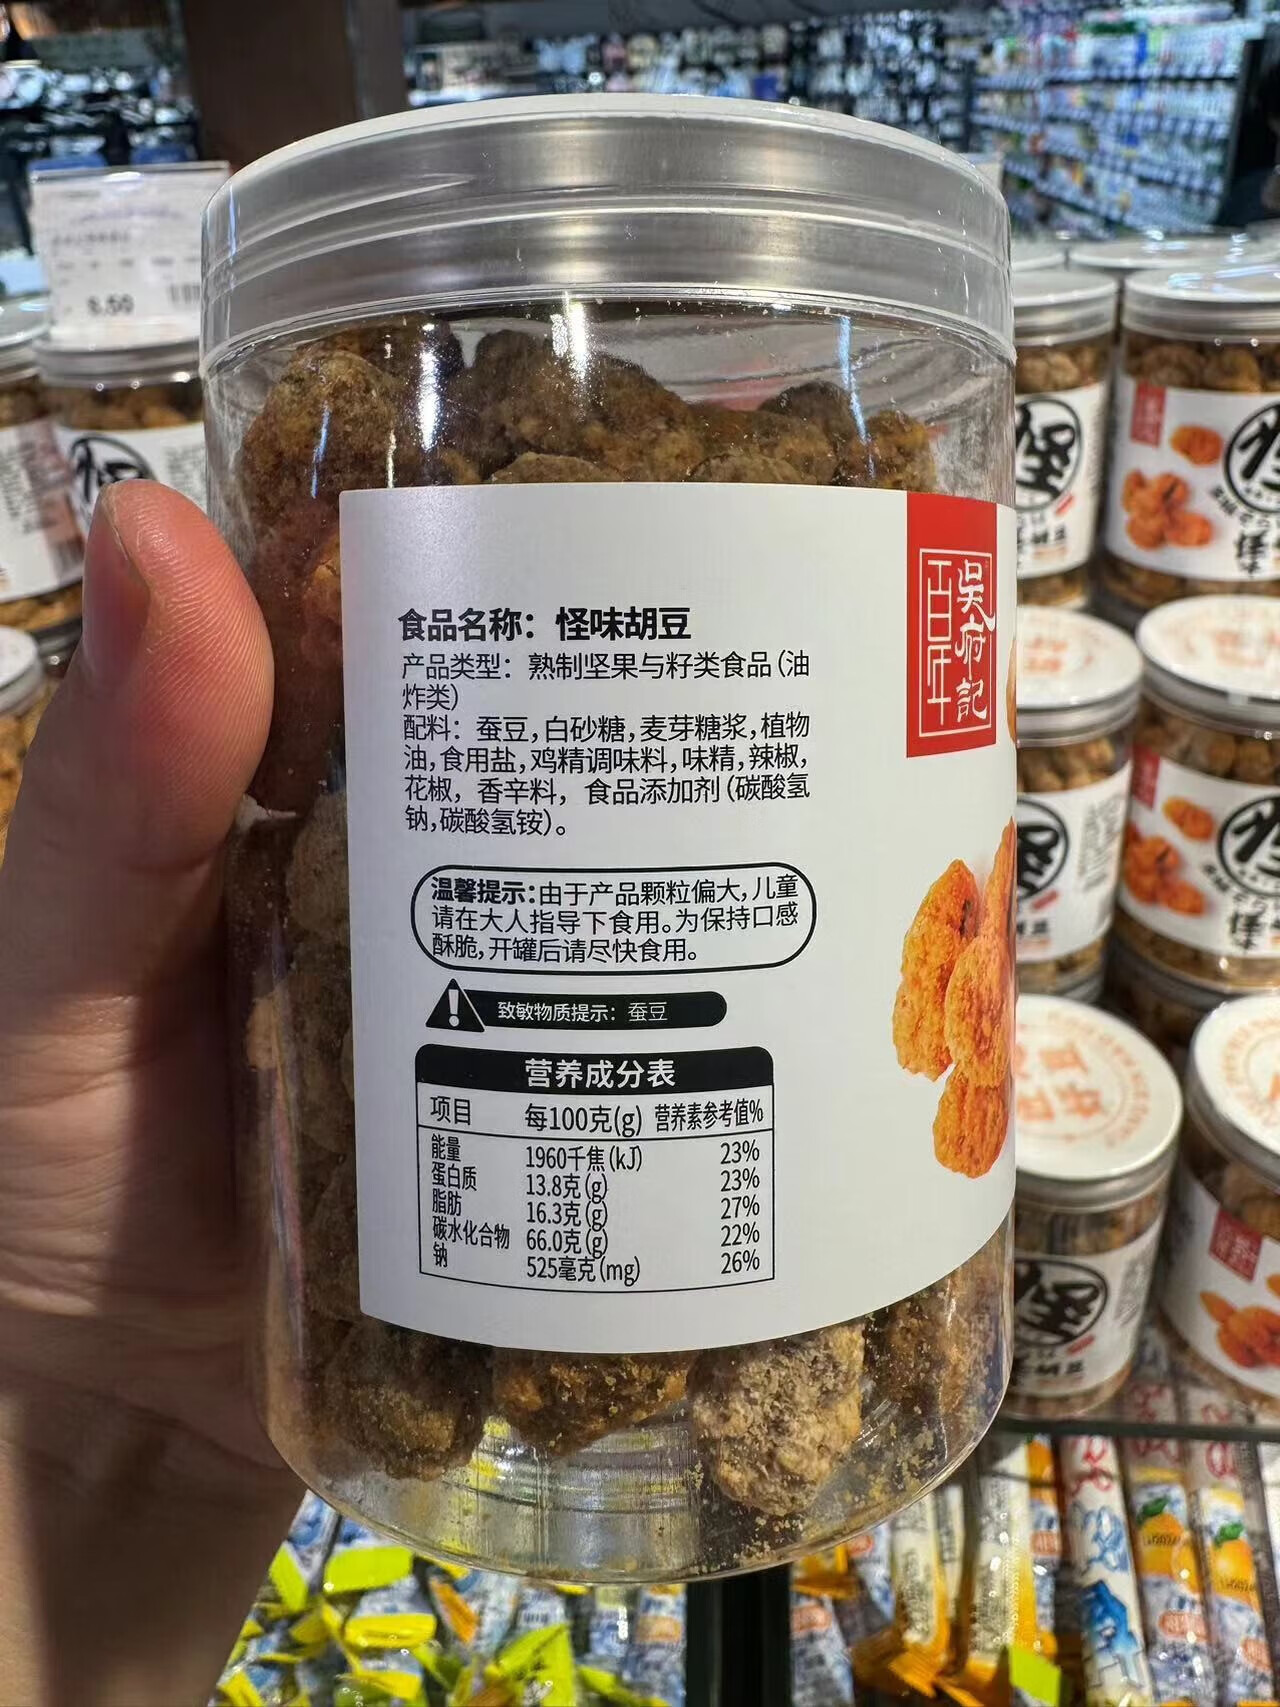 食品名称：怪味胡豆
产品类型：熟制坚果与籽类食品（油
炸类）
配料：蚕豆，白砂糖，麦芽糖浆，植物
油，食用盐，鸡精调味料，味精，辣椒，
花椒，香辛料，食品添加剂（碳酸氢
钠，碳酸氢铵）。
温馨提示：由于产品颗粒偏大，儿童
请在大人指导下食用。为保持口感
酥脆，开罐后请尽快食用。
致敏物质提示：蚕豆
营养成分表
项目 每100克(g) 营养素参考值%
能量 1960千焦(kJ) 23%
蛋白质 13.8克(g) 23%
脂肪 16.3克(g) 27%
碳水化合物 66.0克(g) 22%
钠 525毫克(mg) 26%
吴府記
百年
怪
怪
怪